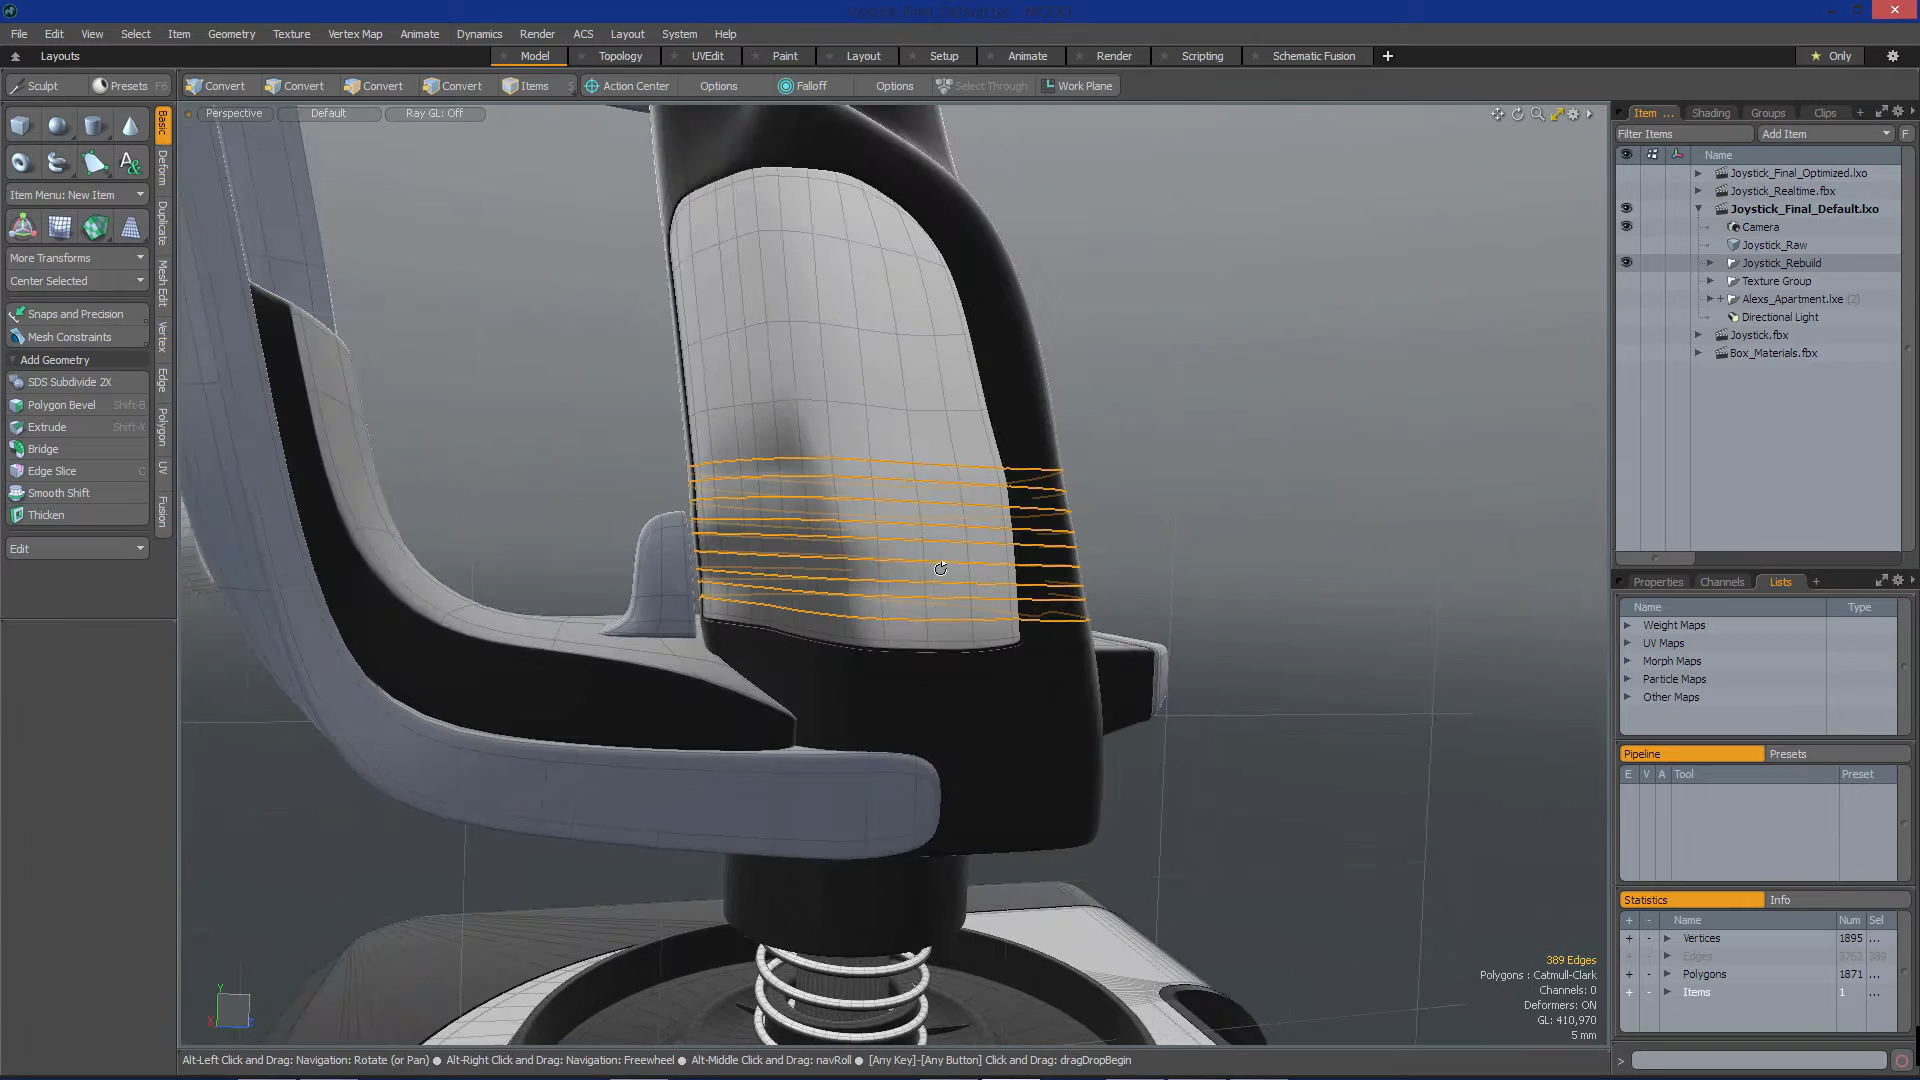 File Edit View Select Item Geometry Texture Vertex Map Animate Dynamics Render ACS Layout System Help
Layouts Model Topology UVEdit Paint Layout Setup Animate Render Scripting Schematic Fusion + Only
Sculpt Presets F6 Convert Convert Convert Convert Items 5 Action Center Options Falloff Options Select Through Work Plane
Perspective Default Ray GL: Off
Basic
Deform
Duplicate
Mesh Edit
Vertex
Edge
Polygon
UV
Fusion
Item Menu: New Item
More Transforms
Center Selected
Snaps and Precision
Mesh Constraints
Add Geometry
SDS Subdivide 2X
Polygon Bevel Shift-B
Extrude Shift-X
Bridge
Edge Slice C
Smooth Shift
Thicken
Edit
Item ... Shading Groups Clips +
Filter Items Add Item F
Name
Joystick_Final_Optimized.lxo
Joystick_Realtime.fbx
Joystick_Final_Default.lxo
Camera
Joystick_Raw
Joystick_Rebuild
Texture Group
Alexs_Apartment.lxe (2)
Directional Light
Joystick.fbx
Box_Materials.fbx
Properties Channels Lists +
Name Type
Weight Maps
UV Maps
Morph Maps
Particle Maps
Other Maps
Pipeline Presets
E V A Tool Preset
Statistics Info
+ - Name Num Sel
+ - Vertices 1895 ...
+ - Edges 3762 389
+ - Polygons 1871 ...
+ - Items 1 ...
389 Edges
Polygons : Catmull-Clark
Channels: 0
Deformers: ON
GL: 410,970
5 mm
Y
X
Alt-Left Click and Drag: Navigation: Rotate (or Pan) ● Alt-Right Click and Drag: Navigation: Freewheel ● Alt-Middle Click and Drag: navRoll ● [Any Key]-[Any Button] Click and Drag: dragDropBegin
>